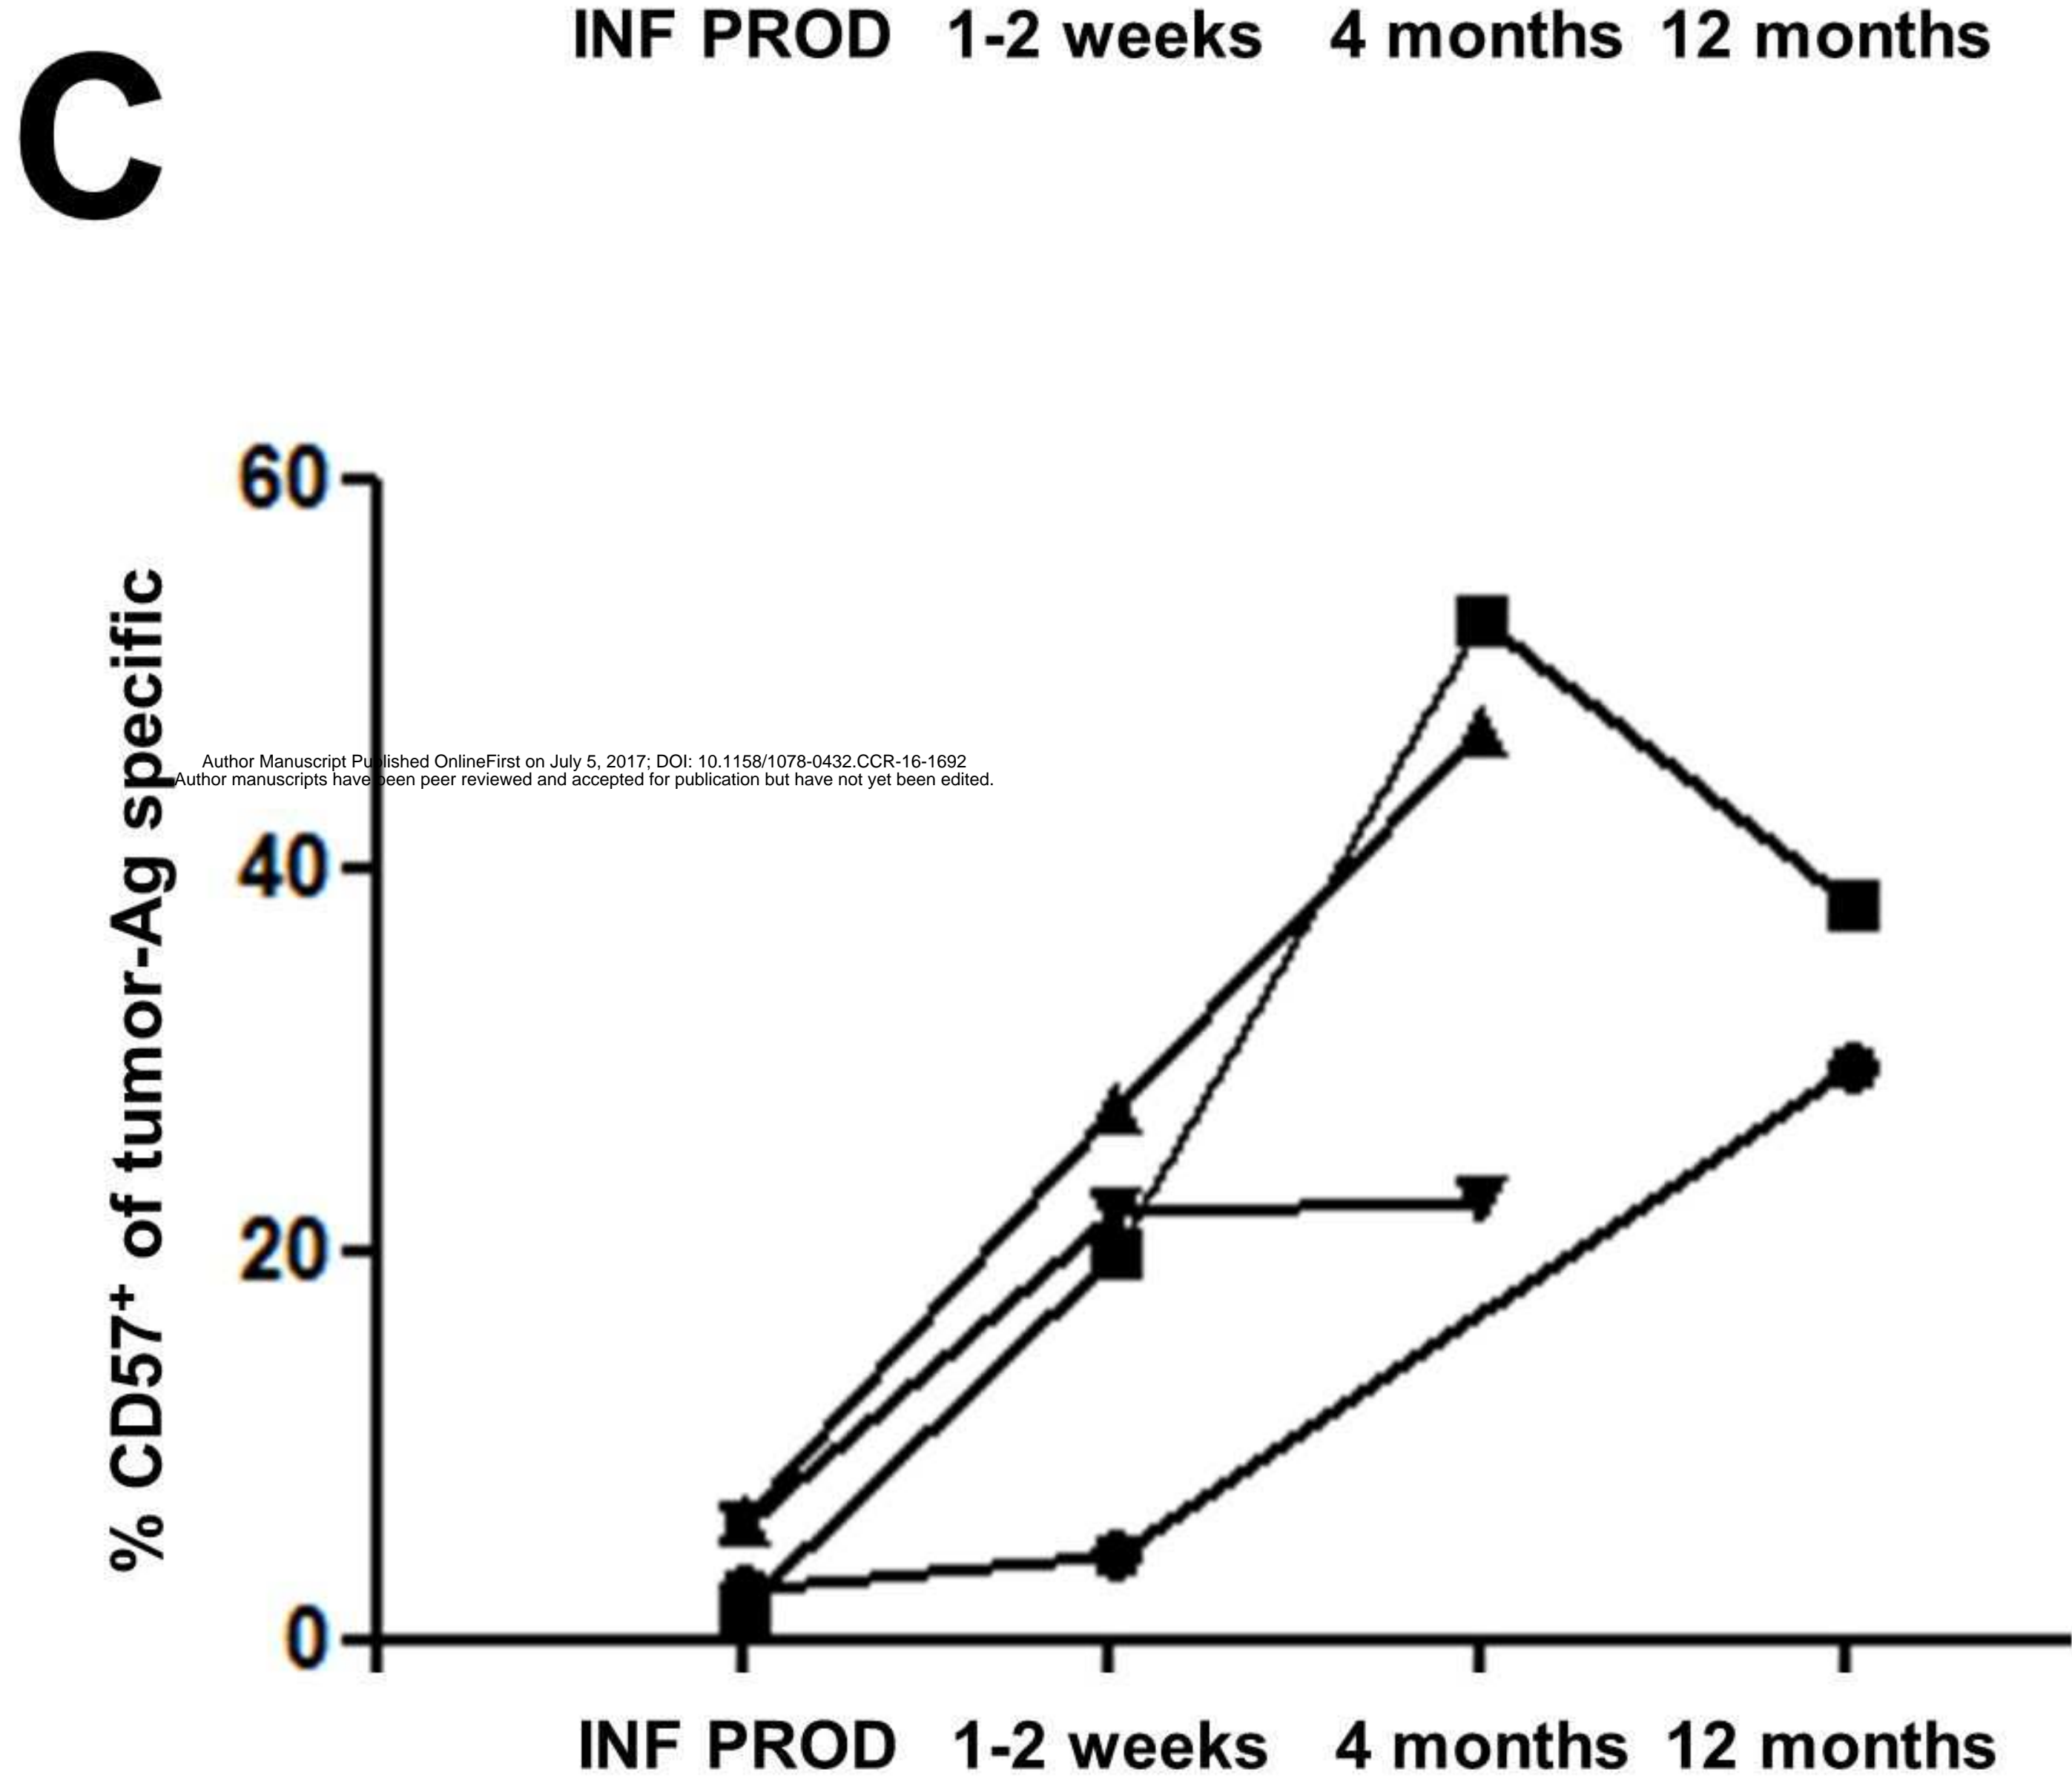 INF PROD 1-2 weeks 4 months 12 months
C
60
% CD57+ of tumor-Ag specific
Author Manuscript Published OnlineFirst on July 5, 2017; DOI: 10.1158/1078-0432.CCR-16-1692
Author manuscripts have been peer reviewed and accepted for publication but have not yet been edited.
40
20
0
INF PROD 1-2 weeks 4 months 12 months